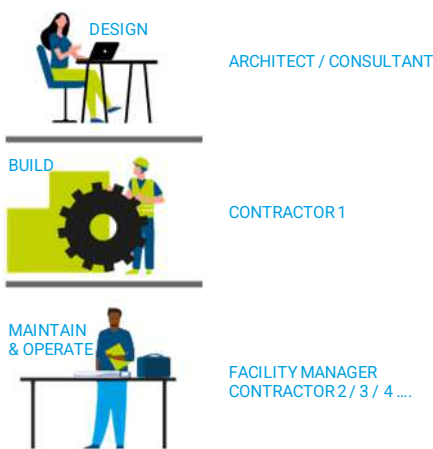 DESIGN
ARCHITECT / CONSULTANT
BUILD
CONTRACTOR 1
MAINTAIN
& OPERATE
FACILITY MANAGER
CONTRACTOR 2 / 3 / 4 ....